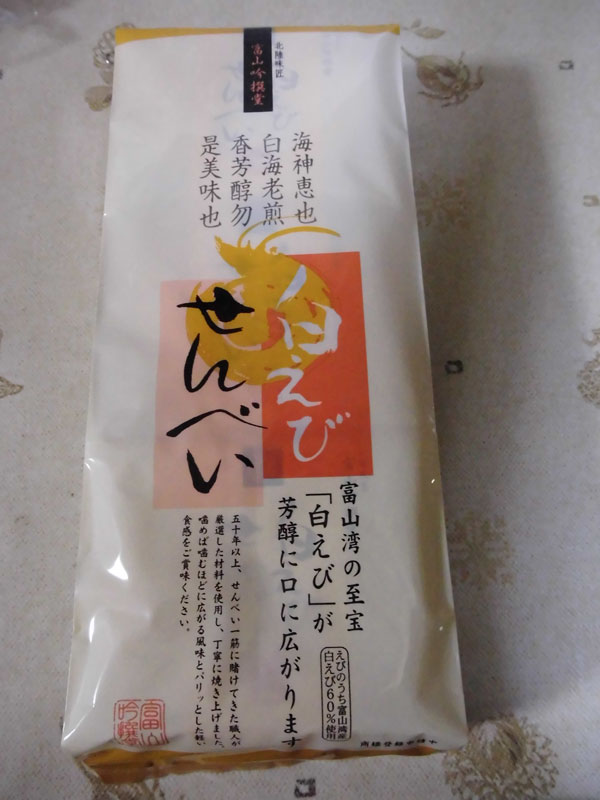 北陸味匠
富山吟撰堂
海神恵也
白海老煎
香芳醇勿
是美味也
白えび
せんべい
富山湾の至宝
「白えび」が
芳醇に口に広がります
えびのうち富山湾産
白えび60%使用
五十年以上、せんべい一筋に賭けてきた職人が
厳選した材料を使用し、丁寧に焼き上げました。
噛めば噛むほどに広がる風味とパリッとした軽い
食感をご賞味ください。
富山
吟撰